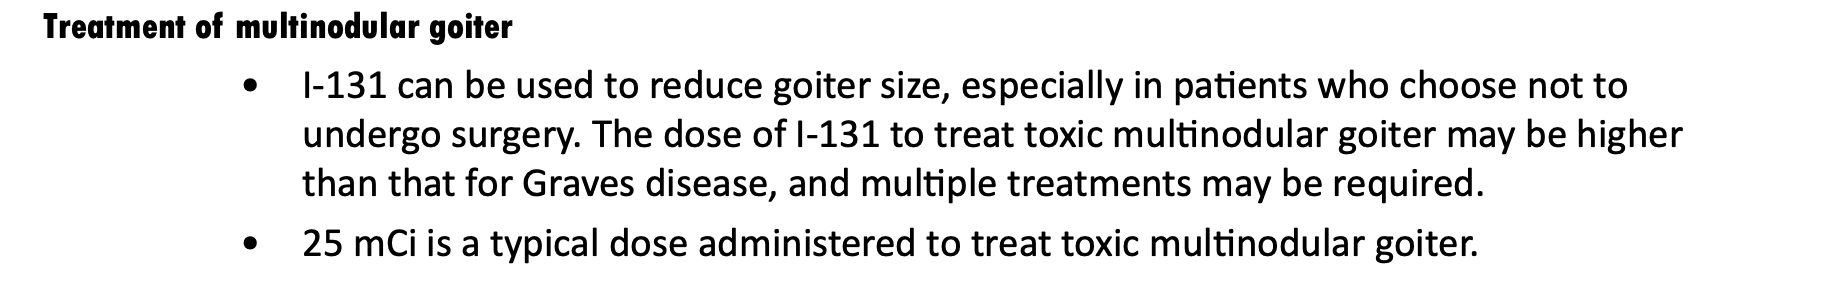 Treatment of multinodular goiter
• I-131 can be used to reduce goiter size, especially in patients who choose not to
undergo surgery. The dose of I-131 to treat toxic multinodular goiter may be higher
than that for Graves disease, and multiple treatments may be required.
• 25 mCi is a typical dose administered to treat toxic multinodular goiter.